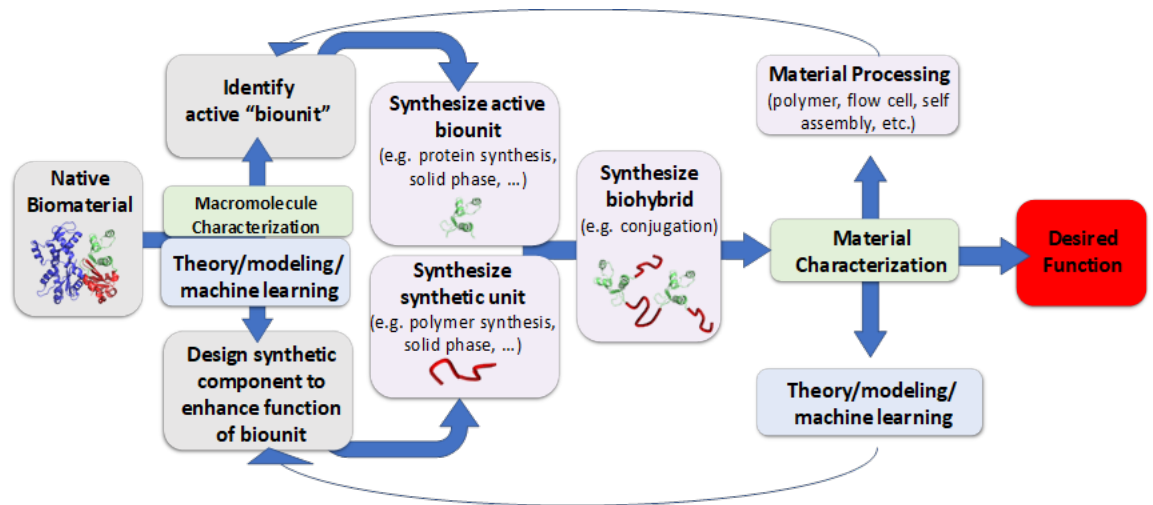 Native
Biomaterial
Identify
active “biounit”
Macromolecule
Characterization
Theory/modeling/
machine learning
Design synthetic
component to
enhance function
of biounit
Synthesize active
biounit
(e.g. protein synthesis,
solid phase, ...)
Synthesize
synthetic unit
(e.g. polymer synthesis,
solid phase, ...)
Synthesize
biohybrid
(e.g. conjugation)
Material Processing
(polymer, flow cell, self
assembly, etc.)
Material
Characterization
Theory/modeling/
machine learning
Desired
Function